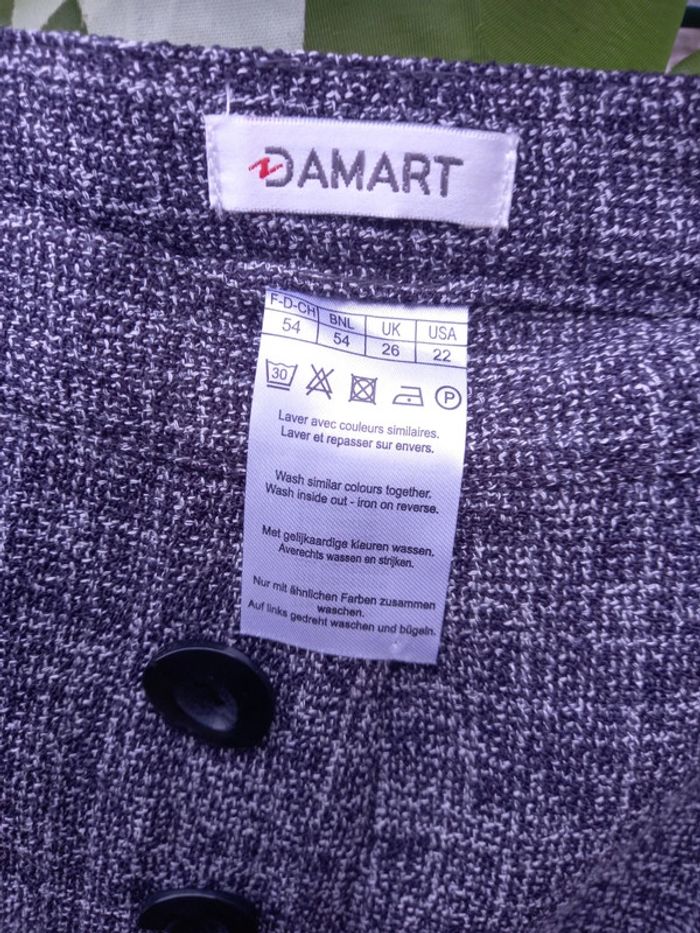 DAMART
F-D-CH BNL UK USA
54 54 26 22
30 P
Laver avec couleurs similaires.
Laver et repasser sur envers.
Wash similar colours together.
Wash inside out - iron on reverse.
Met gelijkaardige kleuren wassen.
Averechts wassen en strijken.
Nur mit ähnlichen Farben zusammen
waschen.
Auf links gedreht waschen und bügeln.